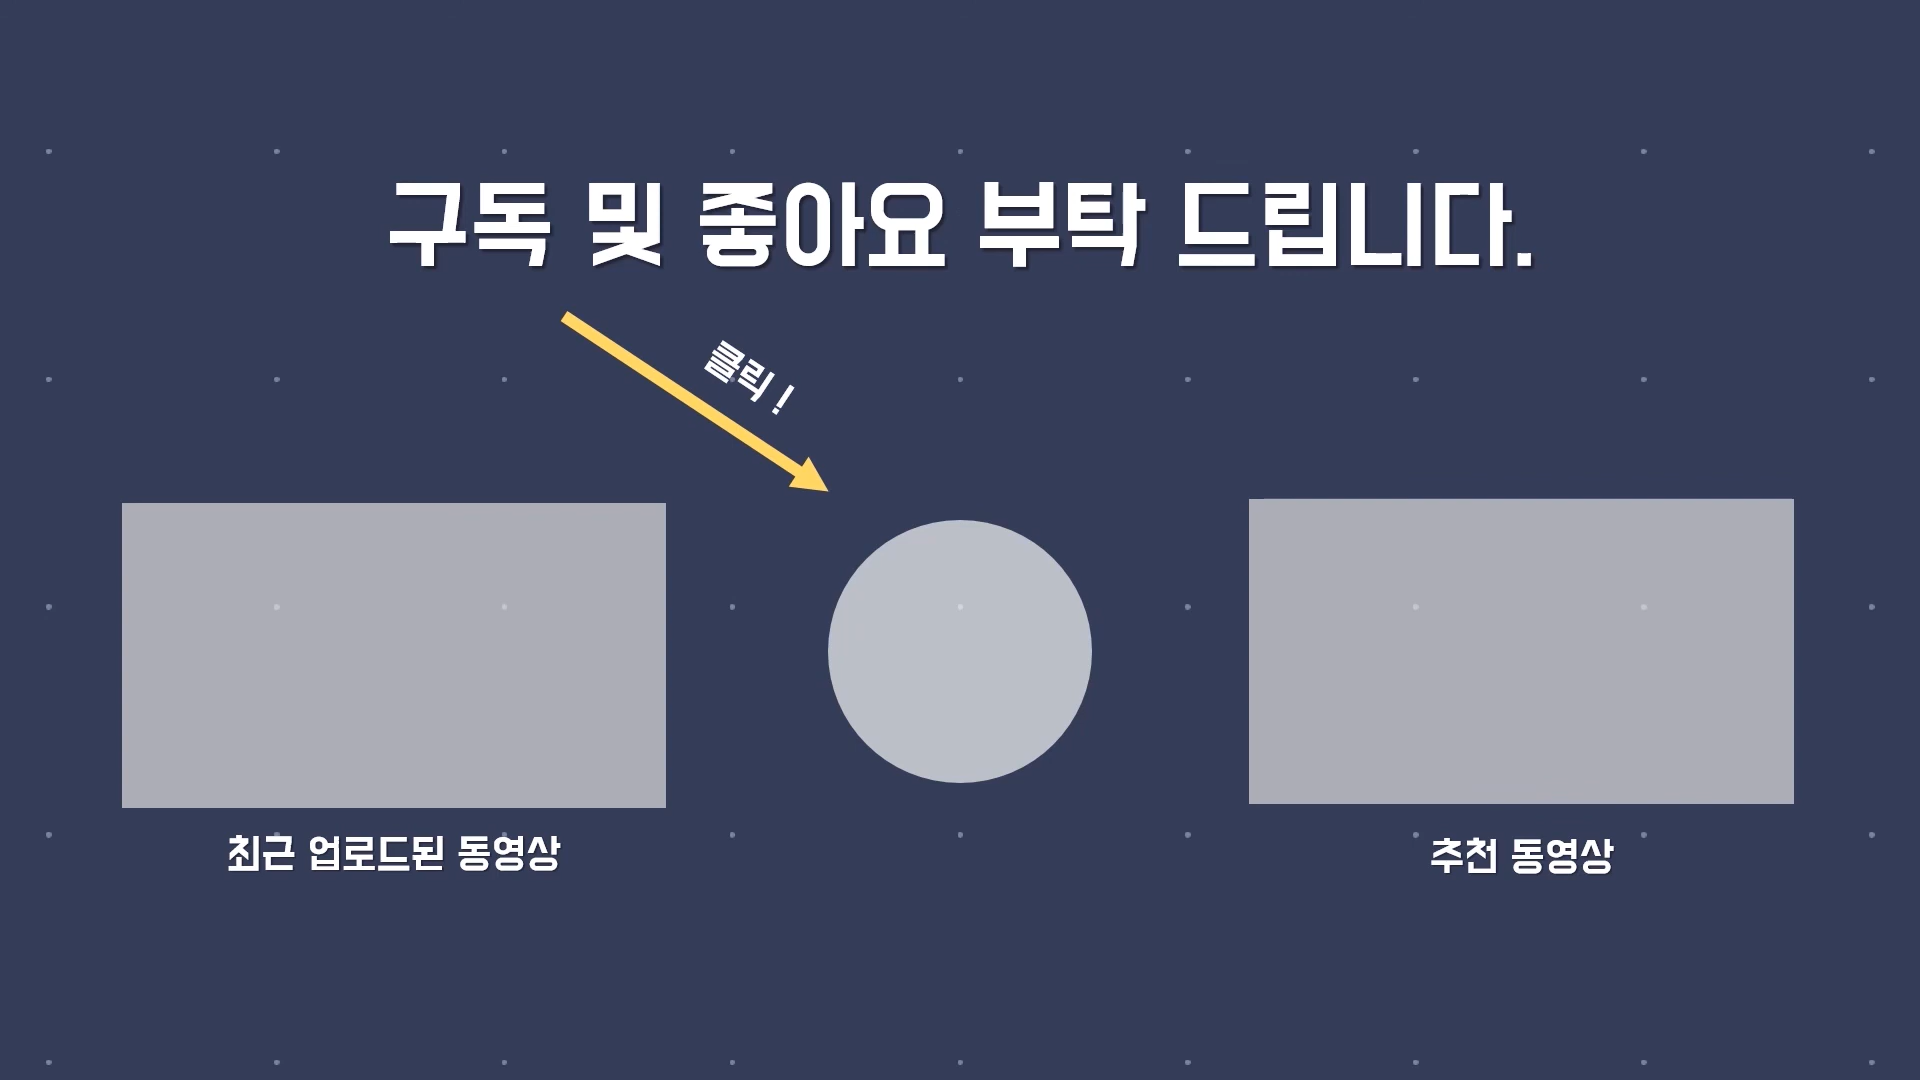 구독 및 좋아요 부탁 드립니다.
클릭 !
최근 업로드된 동영상
추천 동영상